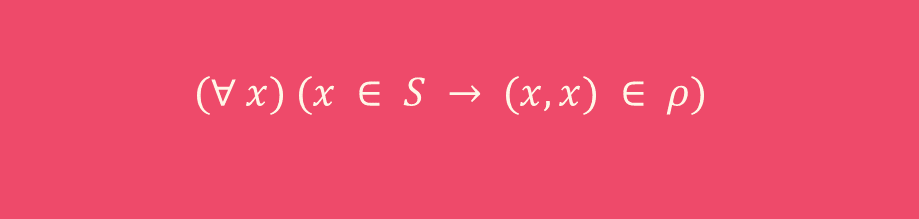 (∀ x) (x ∈ S → (x,x) ∈ ρ)